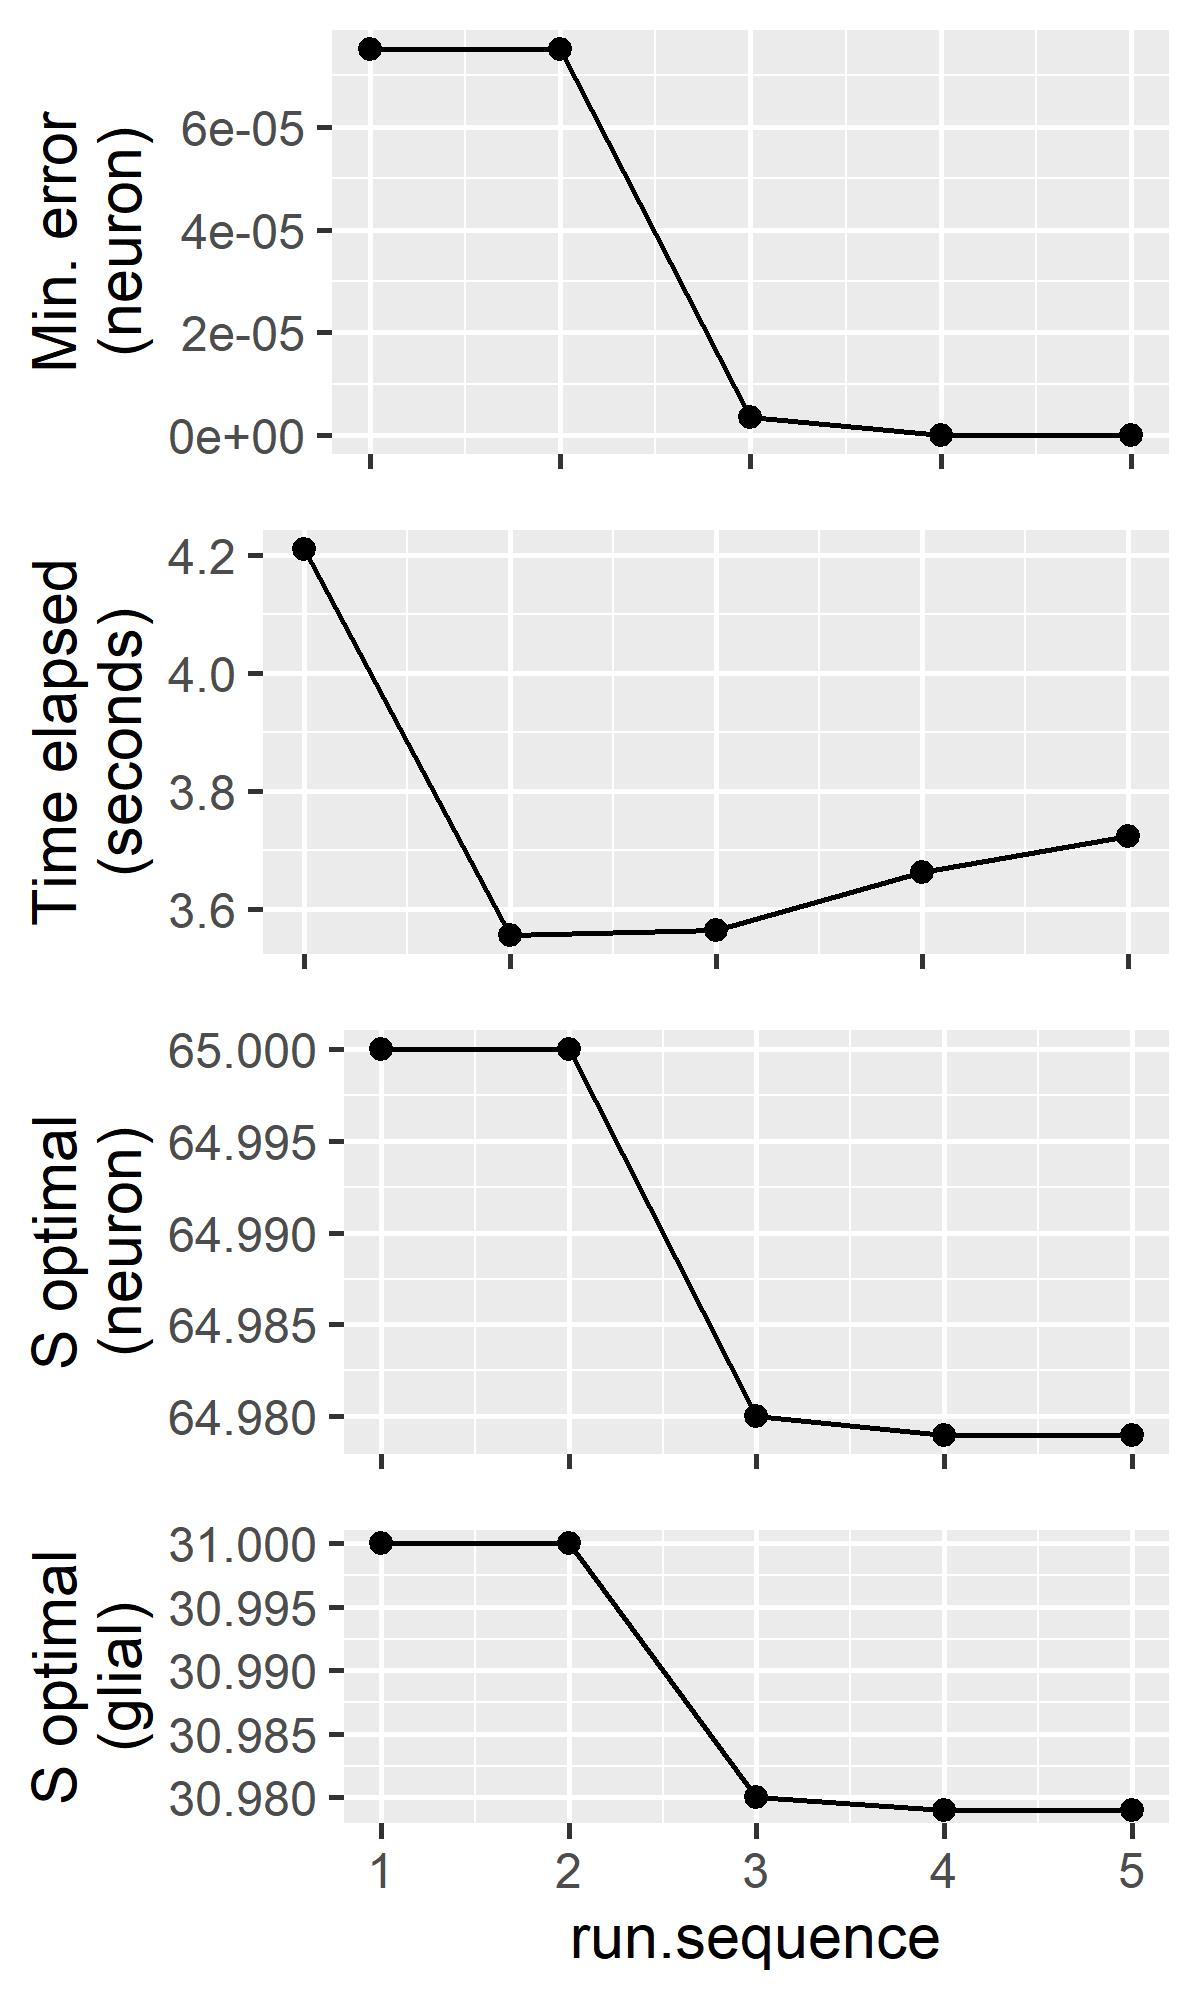 Min. error
(neuron)
6e-05
4e-05
2e-05
0e+00
Time elapsed
(seconds)
4.2
4.0
3.8
3.6
S optimal
(neuron)
65.000
64.995
64.990
64.985
64.980
S optimal
(glial)
31.000
30.995
30.990
30.985
30.980
1 2 3 4 5
run.sequence